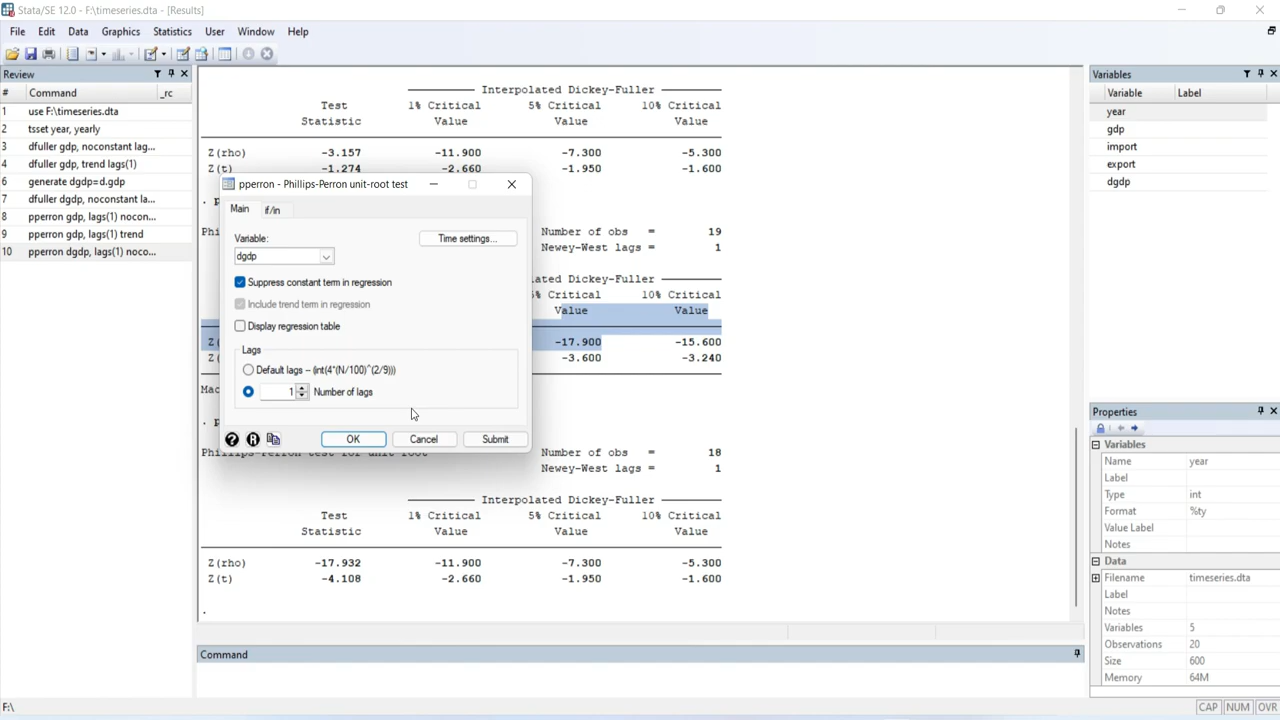 Stata/SE 12.0 - F:\timeseries.dta - [Results]
File Edit Data Graphics Statistics User Window Help
Review
# Command _rc
1 use F:\timeseries.dta
2 tsset year, yearly
3 dfuller gdp, noconstant lag...
4 dfuller gdp, trend lags(1)
6 generate dgdp=d.gdp
7 dfuller dgdp, noconstant la...
8 pperron gdp, lags(1) nocon...
9 pperron gdp, lags(1) trend
10 pperron dgdp, lags(1) noco...
Interpolated Dickey-Fuller
Test 1% Critical 5% Critical 10% Critical
Statistic Value Value Value
Z(rho) -3.157 -11.900 -7.300 -5.300
Z(t) -1.274 -2.660 -1.950 -1.600
. p
Phi Number of obs = 19
Newey-West lags = 1
ated Dickey-Fuller
5% Critical 10% Critical
Value Value
Z( -17.900 -15.600
Z( -3.600 -3.240
Mac
. p
pperron - Phillips-Perron unit-root test
Main if/in
Variable:
Time settings...
dgdp
Suppress constant term in regression
Include trend term in regression
Display regression table
Lags
Default lags -- (int(4*(N/100)^(2/9)))
1 Number of lags
? R OK Cancel Submit
Phillips-Perron test for unit root Number of obs = 18
Newey-West lags = 1
Interpolated Dickey-Fuller
Test 1% Critical 5% Critical 10% Critical
Statistic Value Value Value
Z(rho) -17.932 -11.900 -7.300 -5.300
Z(t) -4.108 -2.660 -1.950 -1.600
.
Command
Variables
Variable Label
year
gdp
import
export
dgdp
Properties
Variables
Name year
Label
Type int
Format %ty
Value Label
Notes
Data
Filename timeseries.dta
Label
Notes
Variables 5
Observations 20
Size 600
Memory 64M
F:\
CAP NUM OVR